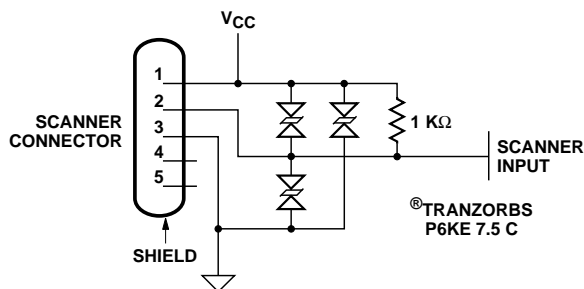 VCC
1
2
3
4
5
SCANNER
CONNECTOR
1 KΩ
SCANNER
INPUT
®TRANZORBS
P6KE 7.5 C
SHIELD